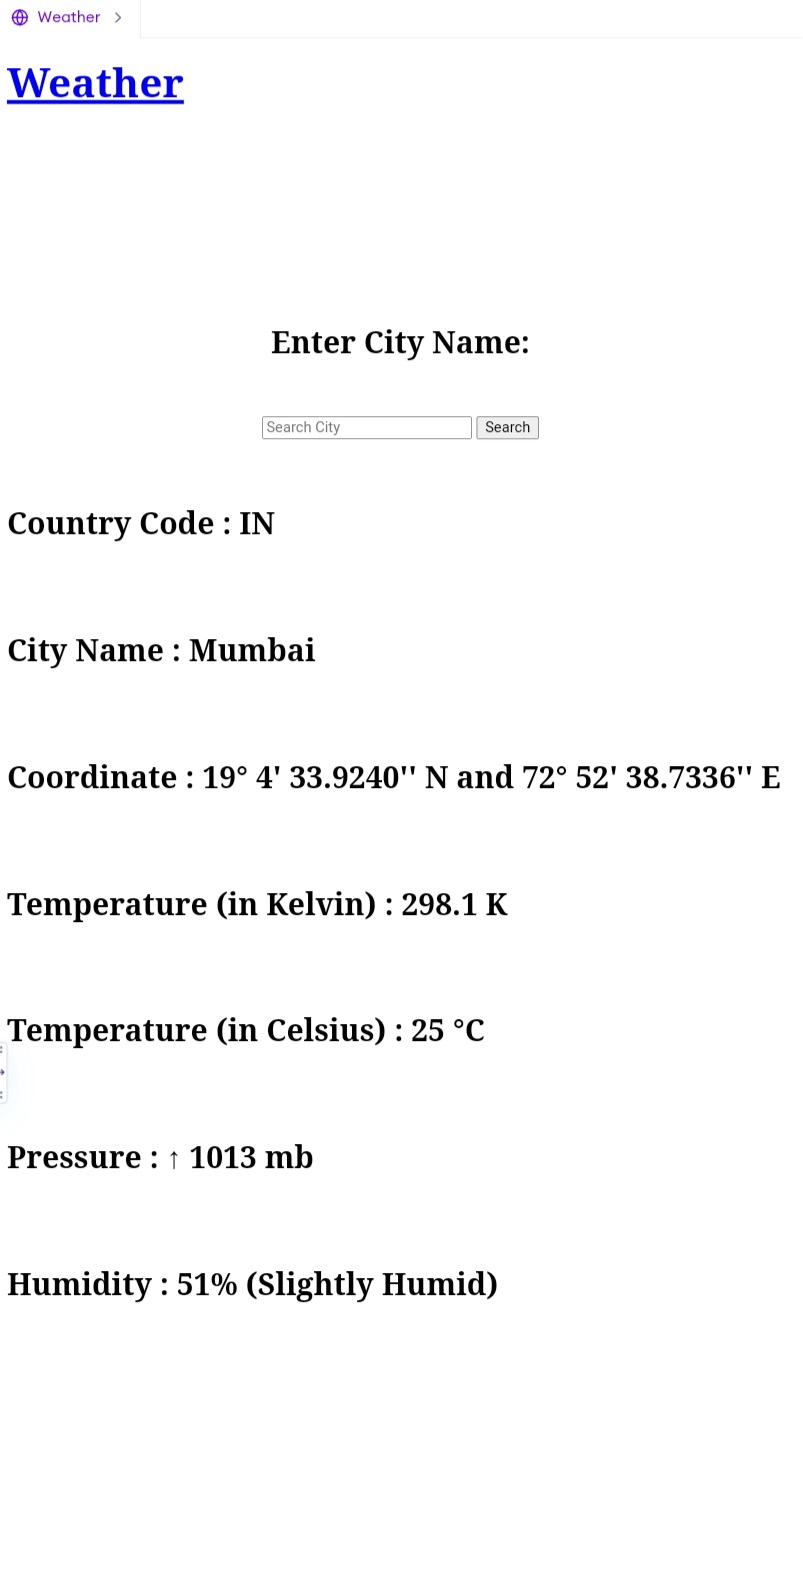 Weather
Weather
Enter City Name:
Search City Search
Country Code : IN
City Name : Mumbai
Coordinate : 19° 4' 33.9240'' N and 72° 52' 38.7336'' E
Temperature (in Kelvin) : 298.1 K
Temperature (in Celsius) : 25 °C
Pressure : ↑ 1013 mb
Humidity : 51% (Slightly Humid)